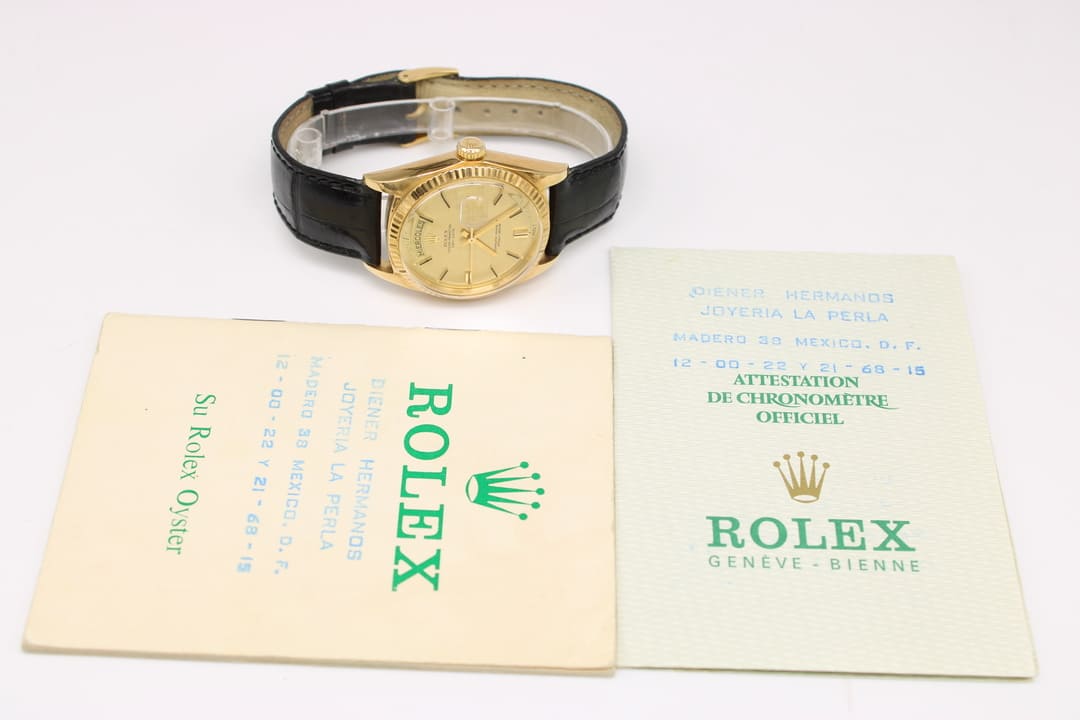 MIERCOLES
DIENER HERMANOS
JOYERIA LA PERLA
MADERO 38 MEXICO. D. F.
12 - 00 - 22 Y 21 - 68 - 15
ATTESTATION
DE CHRONOMÈTRE
OFFICIEL
ROLEX
GENÈVE - BIENNE
ROLEX
DIENER HERMANOS
JOYERIA LA PERLA
MADERO 38 MEXICO. D. F.
12 - 00 - 22 Y 21 - 68 - 15
Su Rolex Oyster